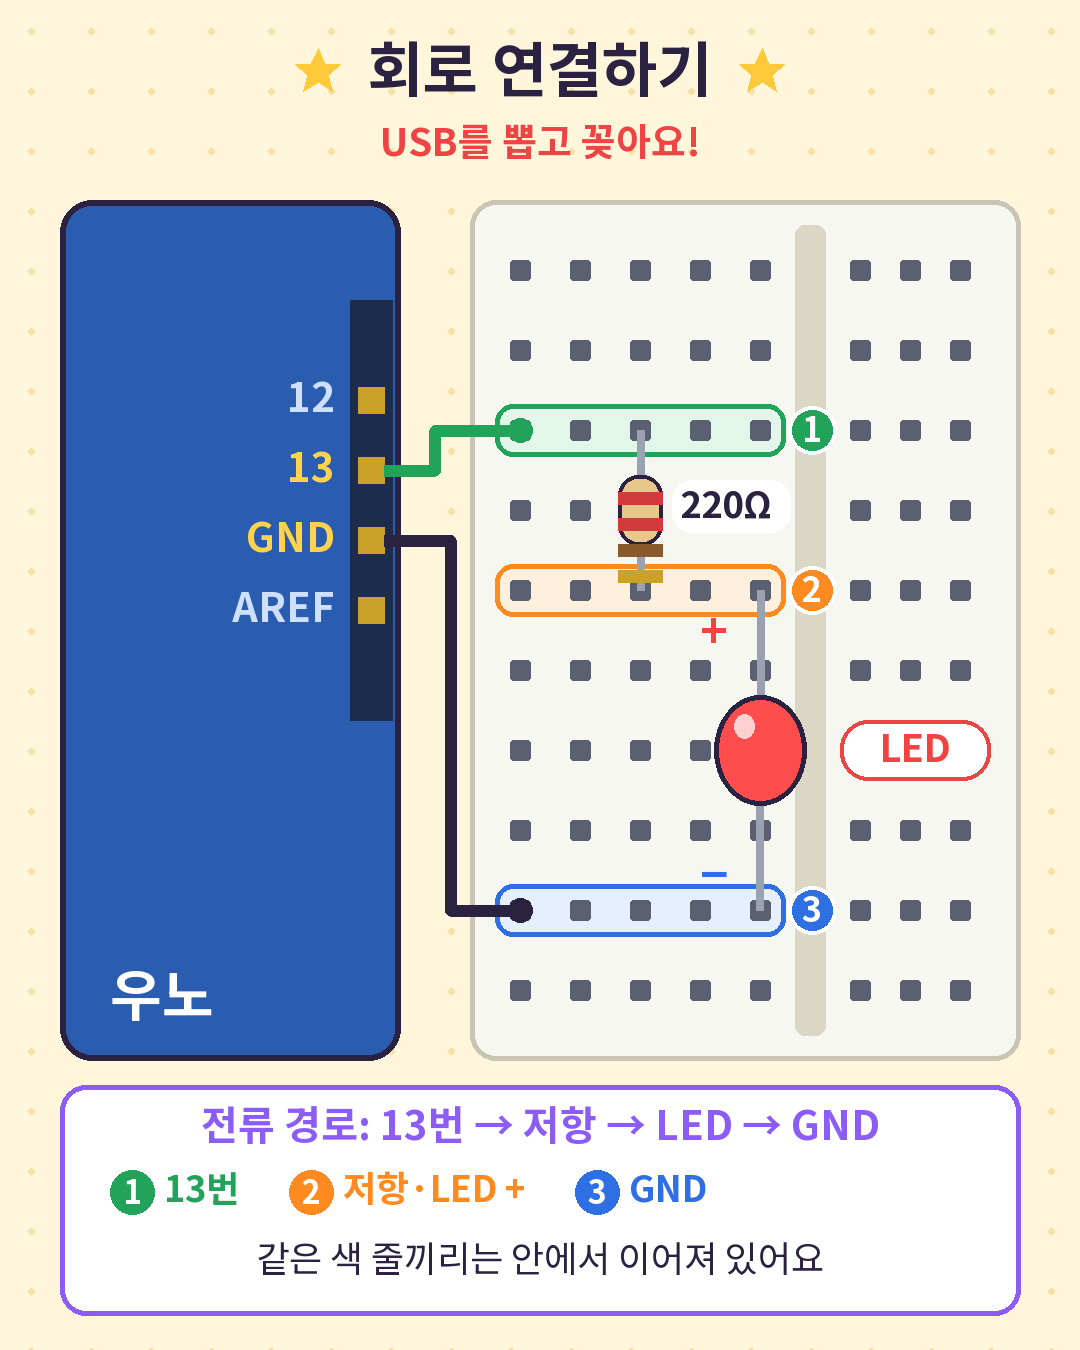 회로 연결하기
USB를 뽑고 꽂아요!
12
13
GND
AREF
우노
1
220Ω
2
+
LED
−
3
전류 경로: 13번 → 저항 → LED → GND
1 13번 2 저항·LED + 3 GND
같은 색 줄끼리는 안에서 이어져 있어요